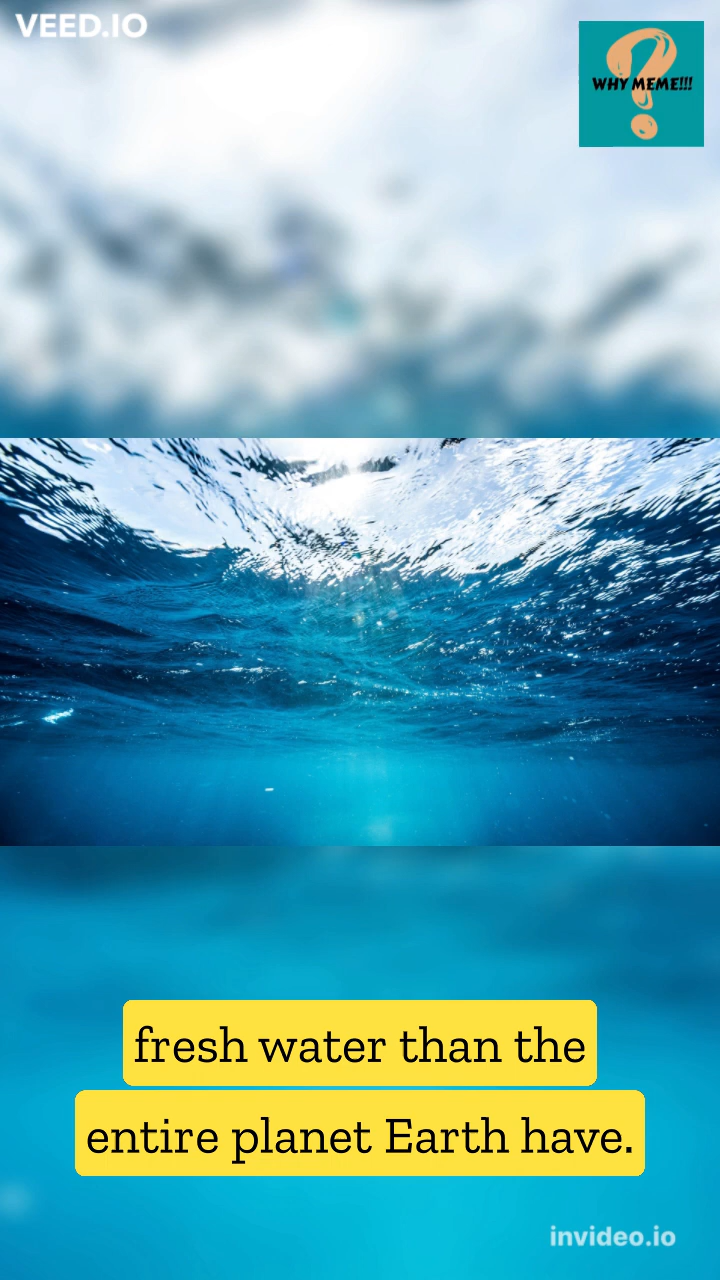 VEED.IO
WHY MEME!!!
fresh water than the
entire planet Earth have.
invideo.io